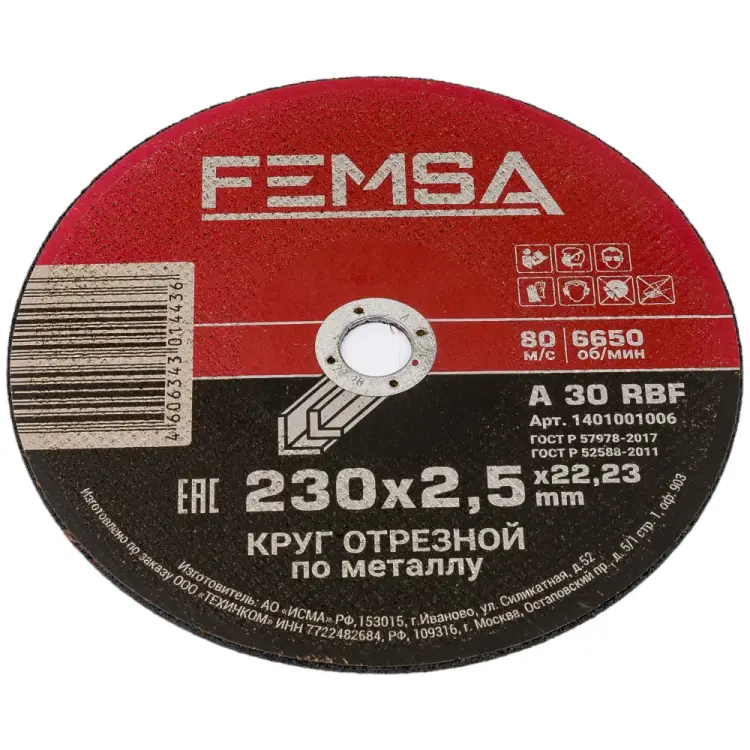 FEMSA
4606343014436
80 6650
м/с об/мин
A 30 RBF
Арт. 1401001006
ГОСТ Р 57978-2017
ГОСТ Р 52588-2011
EAC 230x2,5 x22,23
mm
КРУГ ОТРЕЗНОЙ
по металлу
Изготовитель: АО «ИСМА» РФ,153015, г.Иваново, ул. Силикатная, д.52
Изготовлено по заказу ООО «ТЕХИНКОМ» ИНН 7722482684, РФ, 109316, г. Москва, Остаповский пр., д. 5/1 стр. 1, оф. 903